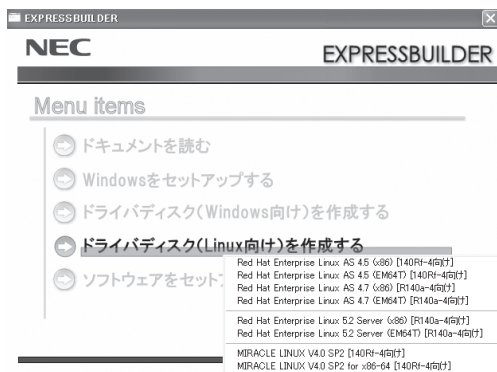 EXPRESSBUILDER
NEC
EXPRESSBUILDER
Menu items
ドキュメントを読む
Windowsをセットアップする
ドライバディスク(Windows向け)を作成する
ドライバディスク(Linux向け)を作成する
ソフトウェアをセット
Red Hat Enterprise Linux AS 4.5 (x86) [140Rf-4向け]
Red Hat Enterprise Linux AS 4.5 (EM64T) [140Rf-4向け]
Red Hat Enterprise Linux AS 4.7 (x86) [R140a-4向け]
Red Hat Enterprise Linux AS 4.7 (EM64T) [R140a-4向け]
Red Hat Enterprise Linux 5.2 Server (x86) [R140a-4向け]
Red Hat Enterprise Linux 5.2 Server (EM64T) [R140a-4向け]
MIRACLE LINUX V4.0 SP2 [140Rf-4向け]
MIRACLE LINUX V4.0 SP2 for x86-64 [140Rf-4向け]